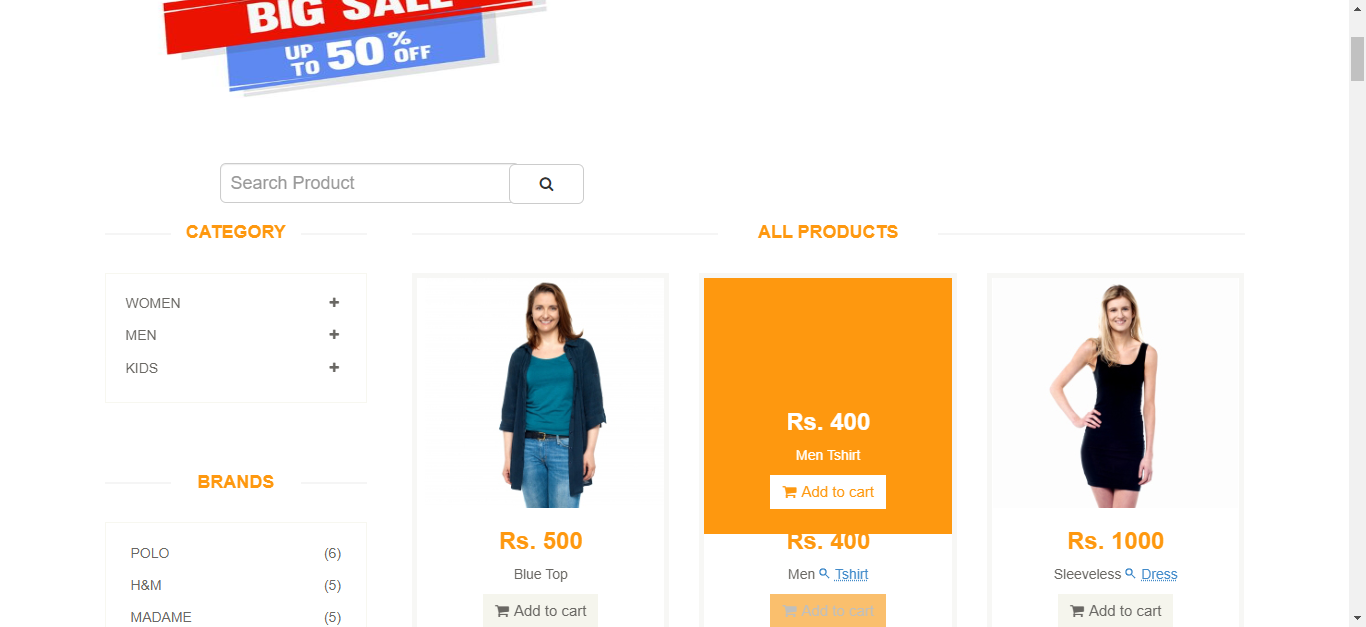 BIG SALE
UP TO 50% OFF
Search Product
CATEGORY
WOMEN
MEN
KIDS
BRANDS
POLO (6)
H&M (5)
MADAME (5)
ALL PRODUCTS
Rs. 500
Blue Top
Add to cart
Rs. 400
Men Tshirt
Add to cart
Rs. 400
Men Tshirt
Add to cart
Rs. 1000
Sleeveless Dress
Add to cart